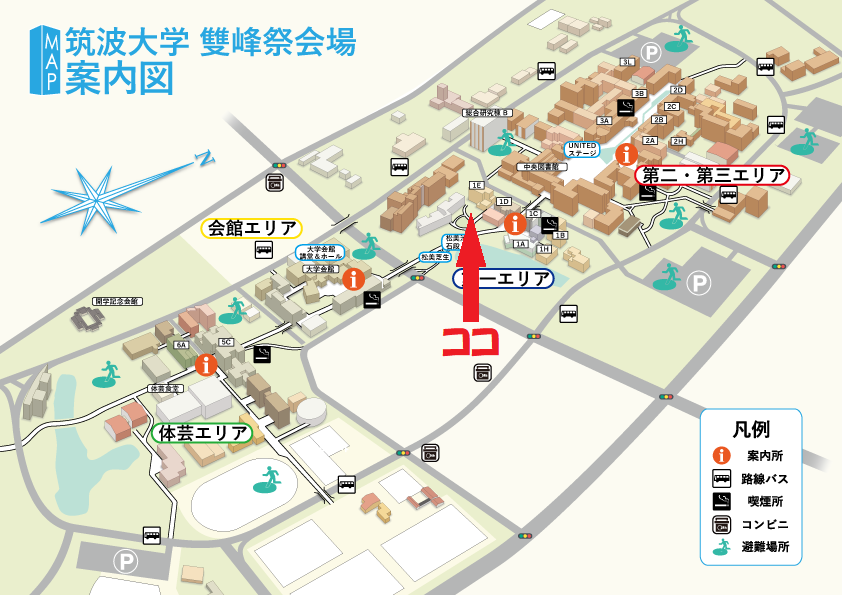 MAP
筑波大学 雙峰祭会場
案内図
N
P
3L
3B
2D
2C
3A
2B
2A
2H
総合研究棟 B
UNITED
ステージ
中央図書館
第二・第三エリア
1E
1D
1C
1B
1A
1H
会館エリア
大学会館
講堂&ホール
大学会館
松美
石段
松美芝生
ーエリア
P
ココ
開学記念会館
6A
5C
体芸食堂
体芸エリア
P
凡例
案内所
路線バス
喫煙所
コンビニ
避難場所